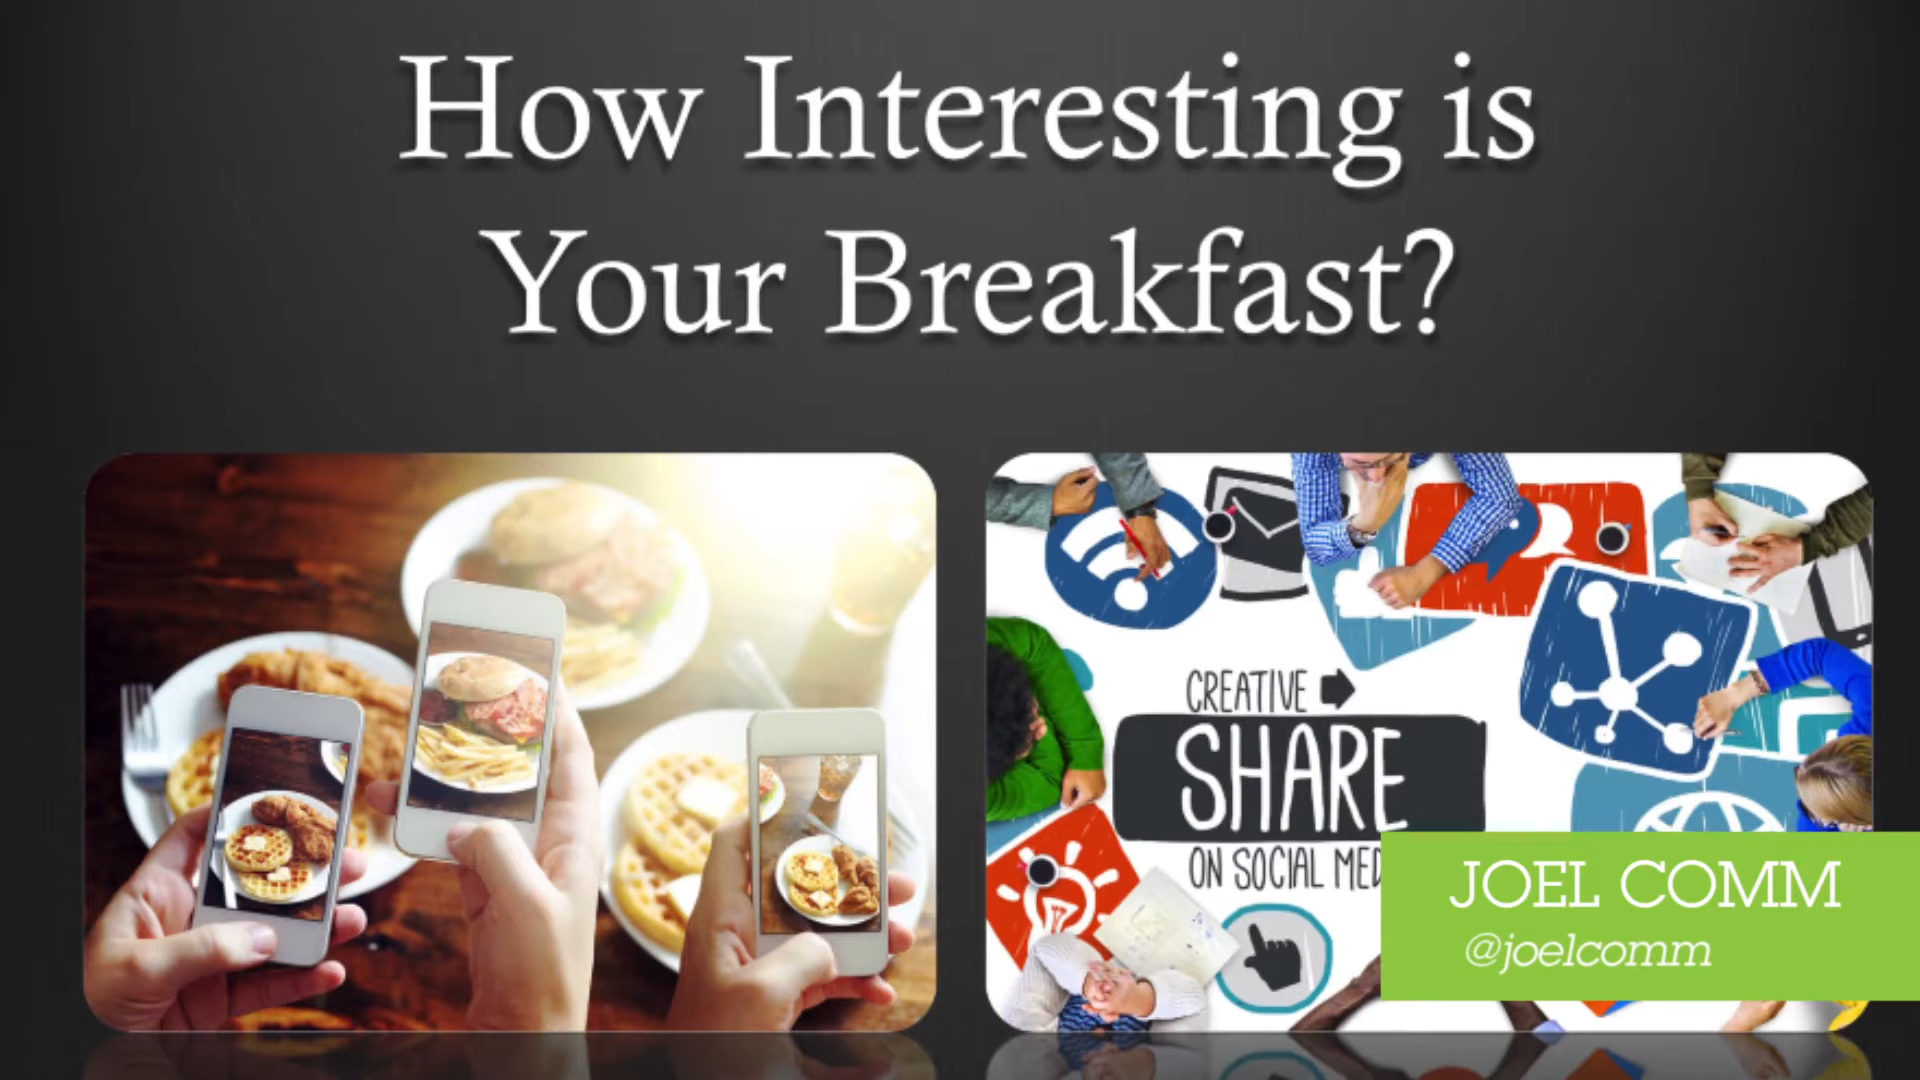 How Interesting is
Your Breakfast?
CREATIVE
SHARE
ON SOCIAL MED
JOEL COMM
@joelcomm